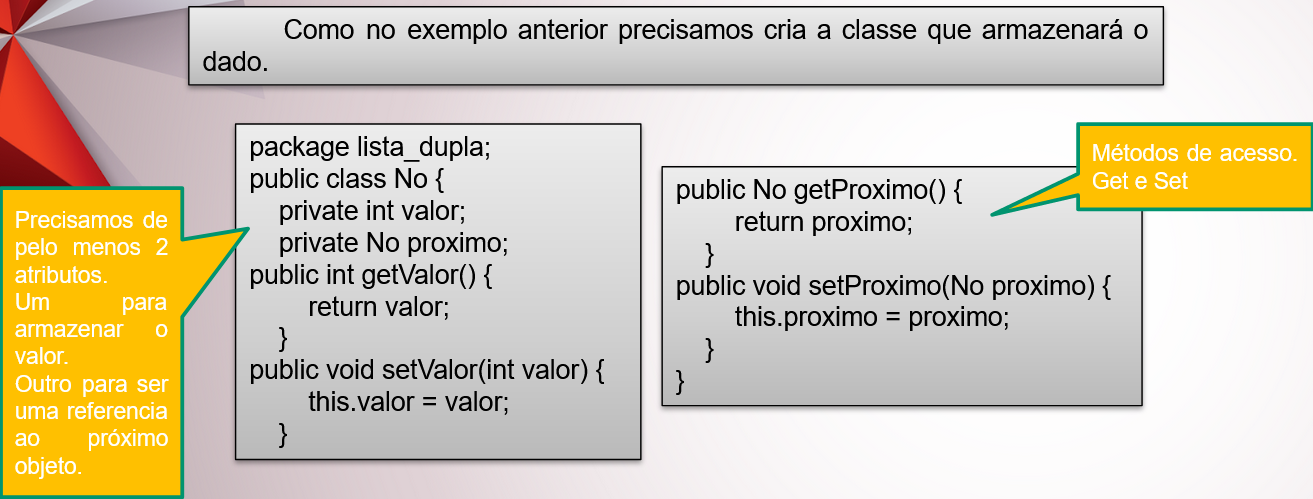 Como no exemplo anterior precisamos cria a classe que armazenará o
dado.
Precisamos de
pelo menos 2
atributos.
Um para
armazenar o
valor.
Outro para ser
uma referencia
ao próximo
objeto.
package lista_dupla;
public class No {
private int valor;
private No proximo;
public int getValor() {
return valor;
}
public void setValor(int valor) {
this.valor = valor;
}
public No getProximo() {
return proximo;
}
public void setProximo(No proximo) {
this.proximo = proximo;
}
}
Métodos de acesso.
Get e Set